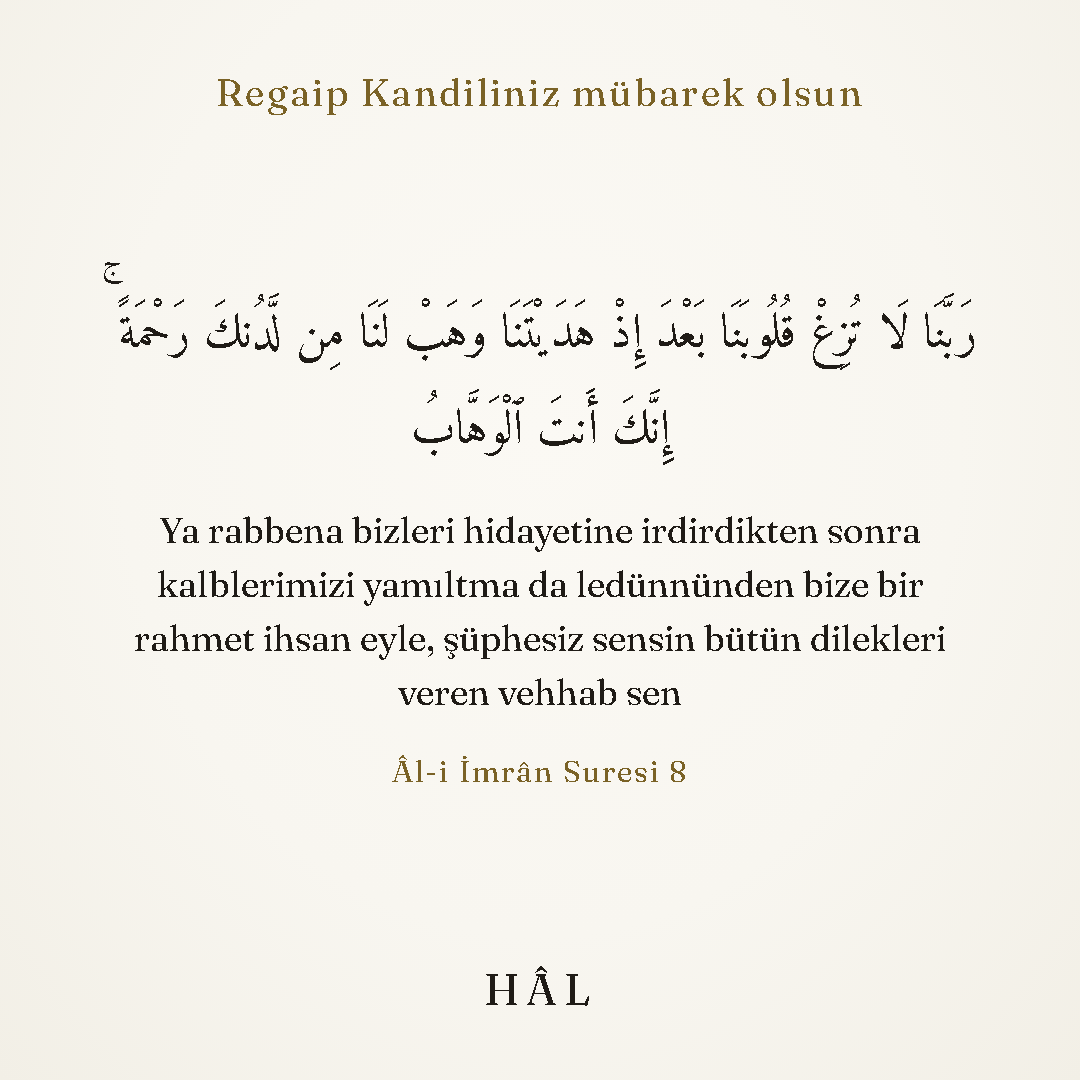 Regaip Kandiliniz mübarek olsun
رَبَّنَا لَا تُزِغْ قُلُوبَنَا بَعْدَ إِذْ هَدَيْتَنَا وَهَبْ لَنَا مِن لَّدُنكَ رَحْمَةً ۚ
إِنَّكَ أَنتَ ٱلْوَهَّابُ
Ya rabbena bizleri hidayetine irdirdikten sonra
kalblerimizi yamıltma da ledünnünden bize bir
rahmet ihsan eyle, şüphesiz sensin bütün dilekleri
veren vehhab sen
Âl-i İmrân Suresi 8
HÂL